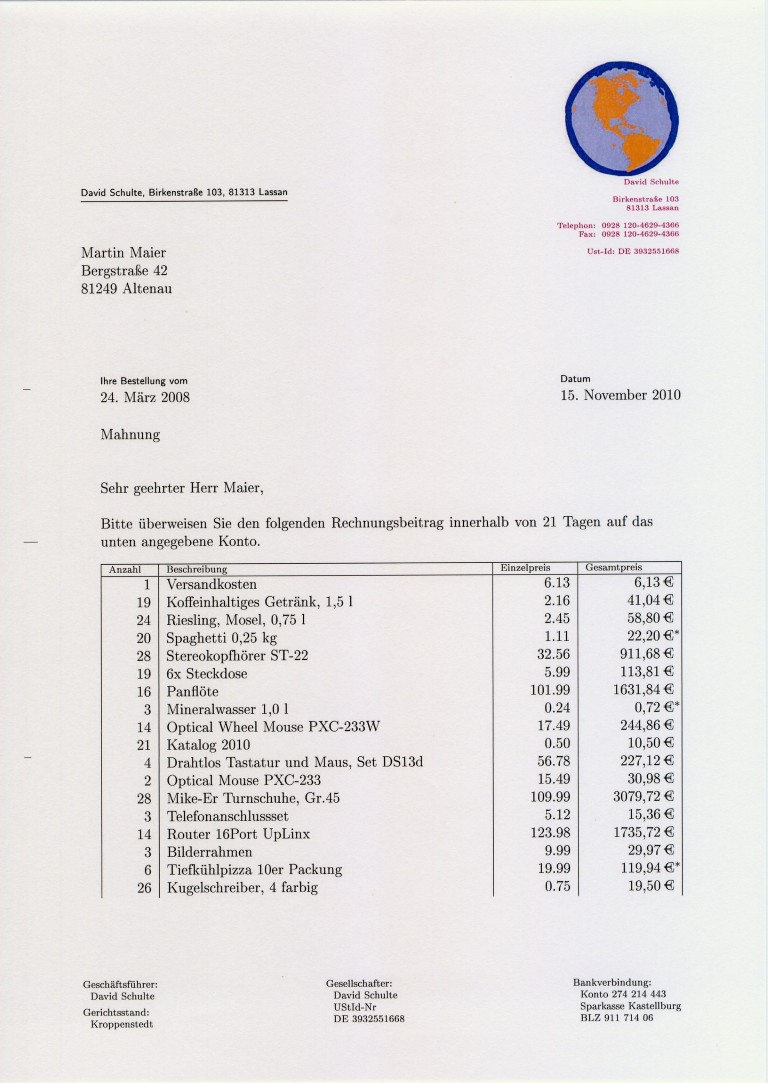 David Schulte
Birkenstraße 103
81313 Lassan
Telephon: 0928 120-4629-4366
Fax: 0928 120-4629-4366
Ust-Id: DE 3932551668
David Schulte, Birkenstraße 103, 81313 Lassan
Martin Maier
Bergstraße 42
81249 Altenau
Ihre Bestellung vom Datum
24. März 2008 15. November 2010
Mahnung
Sehr geehrter Herr Maier,
Bitte überweisen Sie den folgenden Rechnungsbeitrag innerhalb von 21 Tagen auf das
unten angegebene Konto.
Anzahl Beschreibung Einzelpreis Gesamtpreis
1 Versandkosten 6.13 6,13 €
19 Koffeinhaltiges Getränk, 1,5 l 2.16 41,04 €
24 Riesling, Mosel, 0,75 l 2.45 58,80 €
20 Spaghetti 0,25 kg 1.11 22,20 €*
28 Stereokopfhörer ST-22 32.56 911,68 €
19 6x Steckdose 5.99 113,81 €
16 Panflöte 101.99 1631,84 €
3 Mineralwasser 1,0 l 0.24 0,72 €*
14 Optical Wheel Mouse PXC-233W 17.49 244,86 €
21 Katalog 2010 0.50 10,50 €
4 Drahtlos Tastatur und Maus, Set DS13d 56.78 227,12 €
2 Optical Mouse PXC-233 15.49 30,98 €
28 Mike-Er Turnschuhe, Gr.45 109.99 3079,72 €
3 Telefonanschlussset 5.12 15,36 €
14 Router 16Port UpLinx 123.98 1735,72 €
3 Bilderrahmen 9.99 29,97 €
6 Tiefkühlpizza 10er Packung 19.99 119,94 €*
26 Kugelschreiber, 4 farbig 0.75 19,50 €
Geschäftsführer:
David Schulte
Gerichtsstand:
Kroppenstedt
Gesellschafter:
David Schulte
UStId-Nr
DE 3932551668
Bankverbindung:
Konto 274 214 443
Sparkasse Kastellburg
BLZ 911 714 06